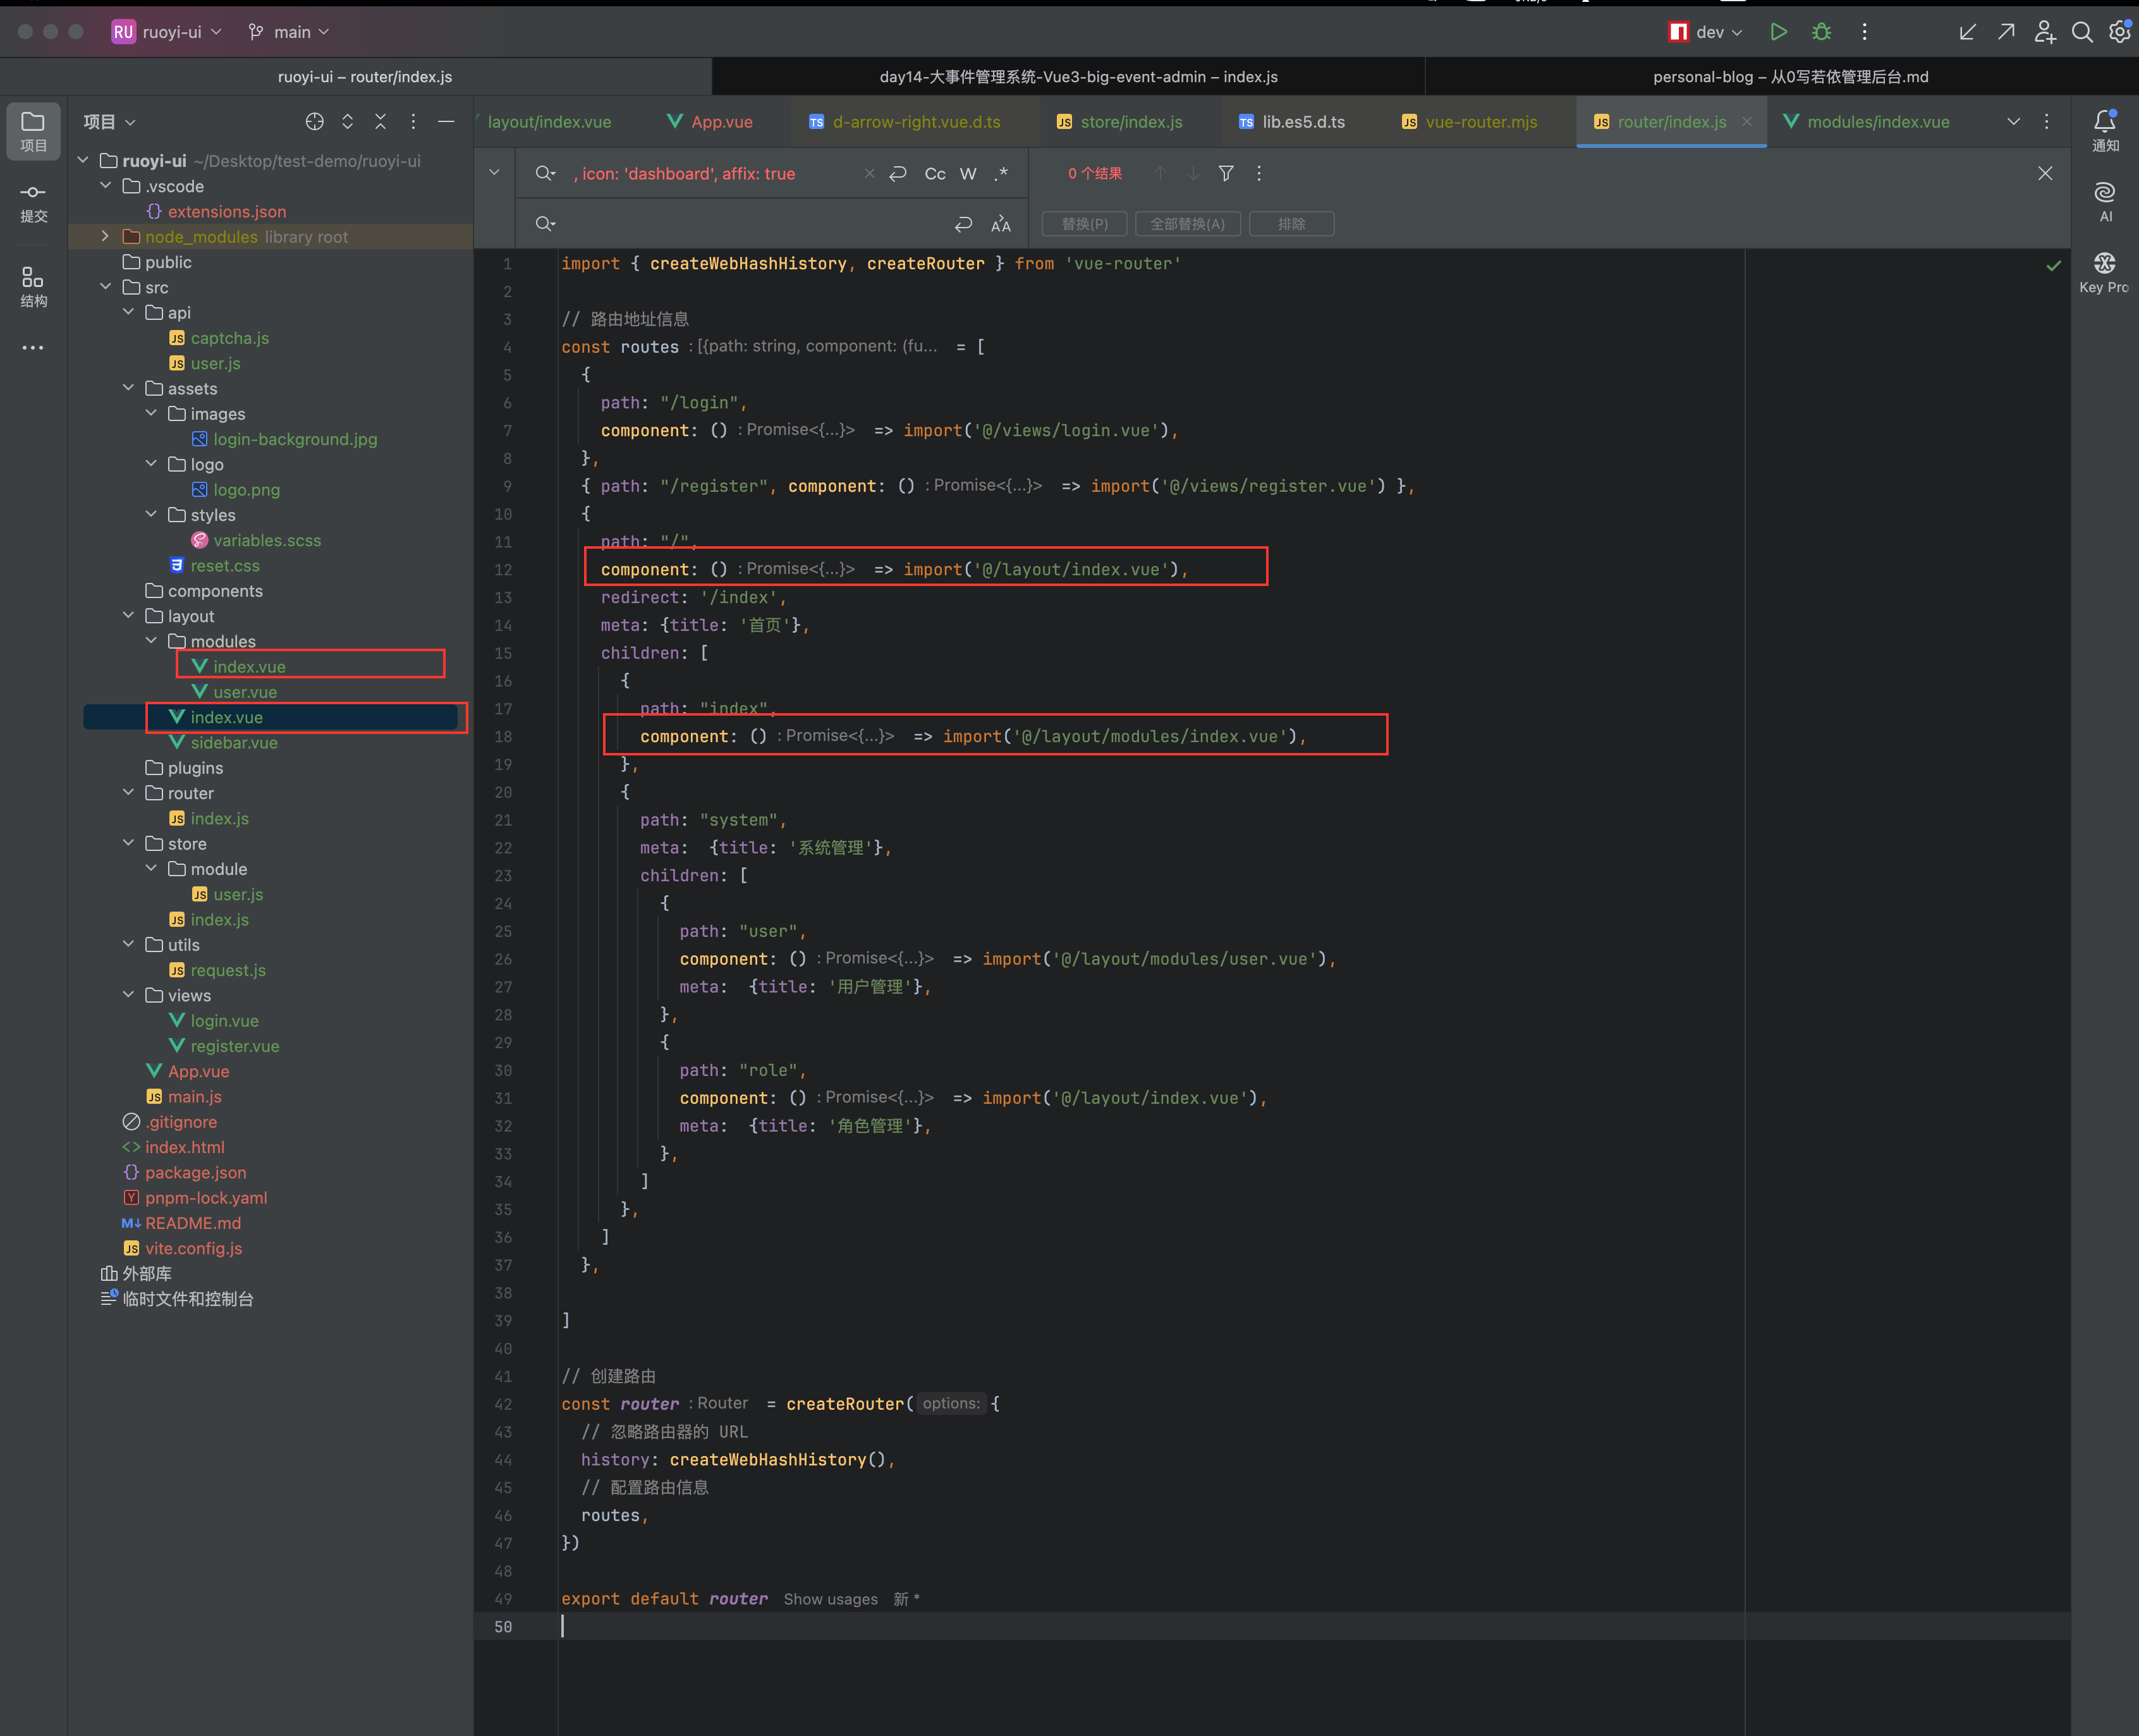 RU ruoyi-ui main dev
ruoyi-ui – router/index.js
day14-大事件管理系统-Vue3-big-event-admin – index.js
personal-blog – 从0写若依管理后台.md
项目
提交
结构
项目
ruoyi-ui ~/Desktop/test-demo/ruoyi-ui
.vscode
extensions.json
node_modules library root
public
src
api
captcha.js
user.js
assets
images
login-background.jpg
logo
logo.png
styles
variables.scss
reset.css
components
layout
modules
index.vue
user.vue
index.vue
sidebar.vue
plugins
router
index.js
store
module
user.js
index.js
utils
request.js
views
login.vue
register.vue
App.vue
main.js
.gitignore
index.html
package.json
pnpm-lock.yaml
README.md
vite.config.js
外部库
临时文件和控制台
layout/index.vue App.vue d-arrow-right.vue.d.ts store/index.js lib.es5.d.ts vue-router.mjs router/index.js modules/index.vue
, icon: 'dashboard', affix: true Cc W .* 0 个结果
替换(P) 全部替换(A) 排除
1 import { createWebHashHistory, createRouter } from 'vue-router'
2
3 // 路由地址信息
4 const routes : [{path: string, component: (fu... = [
5 {
6 path: "/login",
7 component: () : Promise<{...}> => import('@/views/login.vue'),
8 },
9 { path: "/register", component: () : Promise<{...}> => import('@/views/register.vue') },
10 {
11 path: "/",
12 component: () : Promise<{...}> => import('@/layout/index.vue'),
13 redirect: '/index',
14 meta: {title: '首页'},
15 children: [
16 {
17 path: "index",
18 component: () : Promise<{...}> => import('@/layout/modules/index.vue'),
19 },
20 {
21 path: "system",
22 meta: {title: '系统管理'},
23 children: [
24 {
25 path: "user",
26 component: () : Promise<{...}> => import('@/layout/modules/user.vue'),
27 meta: {title: '用户管理'},
28 },
29 {
30 path: "role",
31 component: () : Promise<{...}> => import('@/layout/index.vue'),
32 meta: {title: '角色管理'},
33 },
34 ]
35 },
36 ]
37 },
38
39 ]
40
41 // 创建路由
42 const router : Router = createRouter( options: {
43 // 忽略路由器的 URL
44 history: createWebHashHistory(),
45 // 配置路由信息
46 routes,
47 })
48
49 export default router Show usages 新 *
50
通知
AI
Key Pro